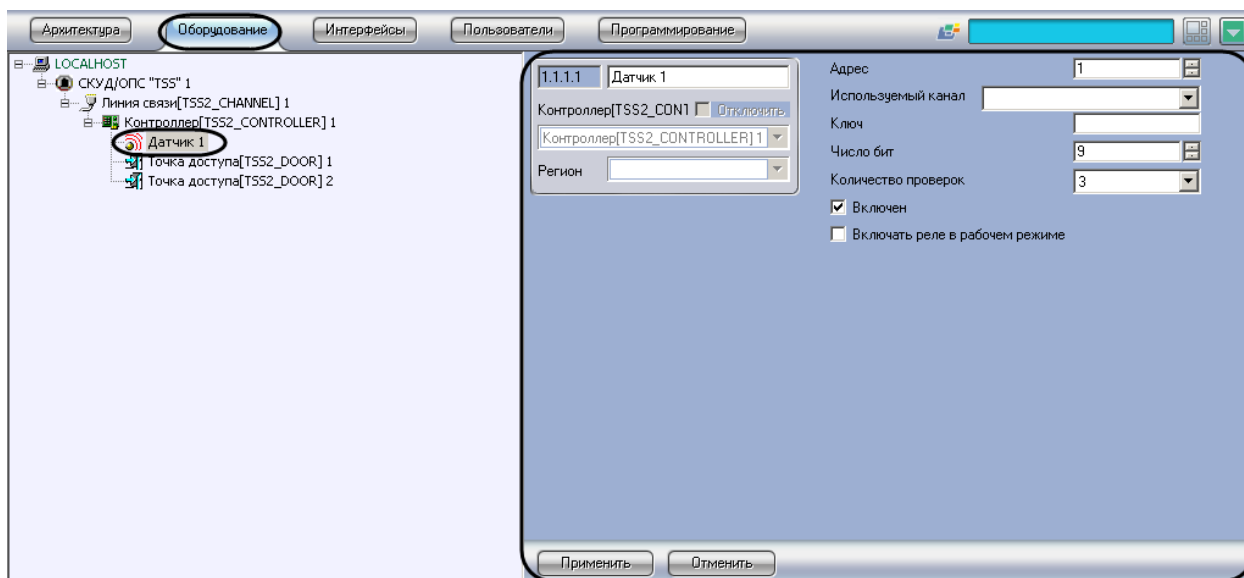 Архитектура Оборудование Интерфейсы Пользователи Программирование
LOCALHOST
СКУД/ОПС "TSS" 1
Линия связи[TSS2_CHANNEL] 1
Контроллер[TSS2_CONTROLLER] 1
Датчик 1
Точка доступа[TSS2_DOOR] 1
Точка доступа[TSS2_DOOR] 2
1.1.1.1 Датчик 1
Контроллер[TSS2_CONT Отключить
Контроллер[TSS2_CONTROLLER] 1
Регион
Адрес 1
Используемый канал
Ключ
Число бит 9
Количество проверок 3
Включен
Включать реле в рабочем режиме
Применить Отменить